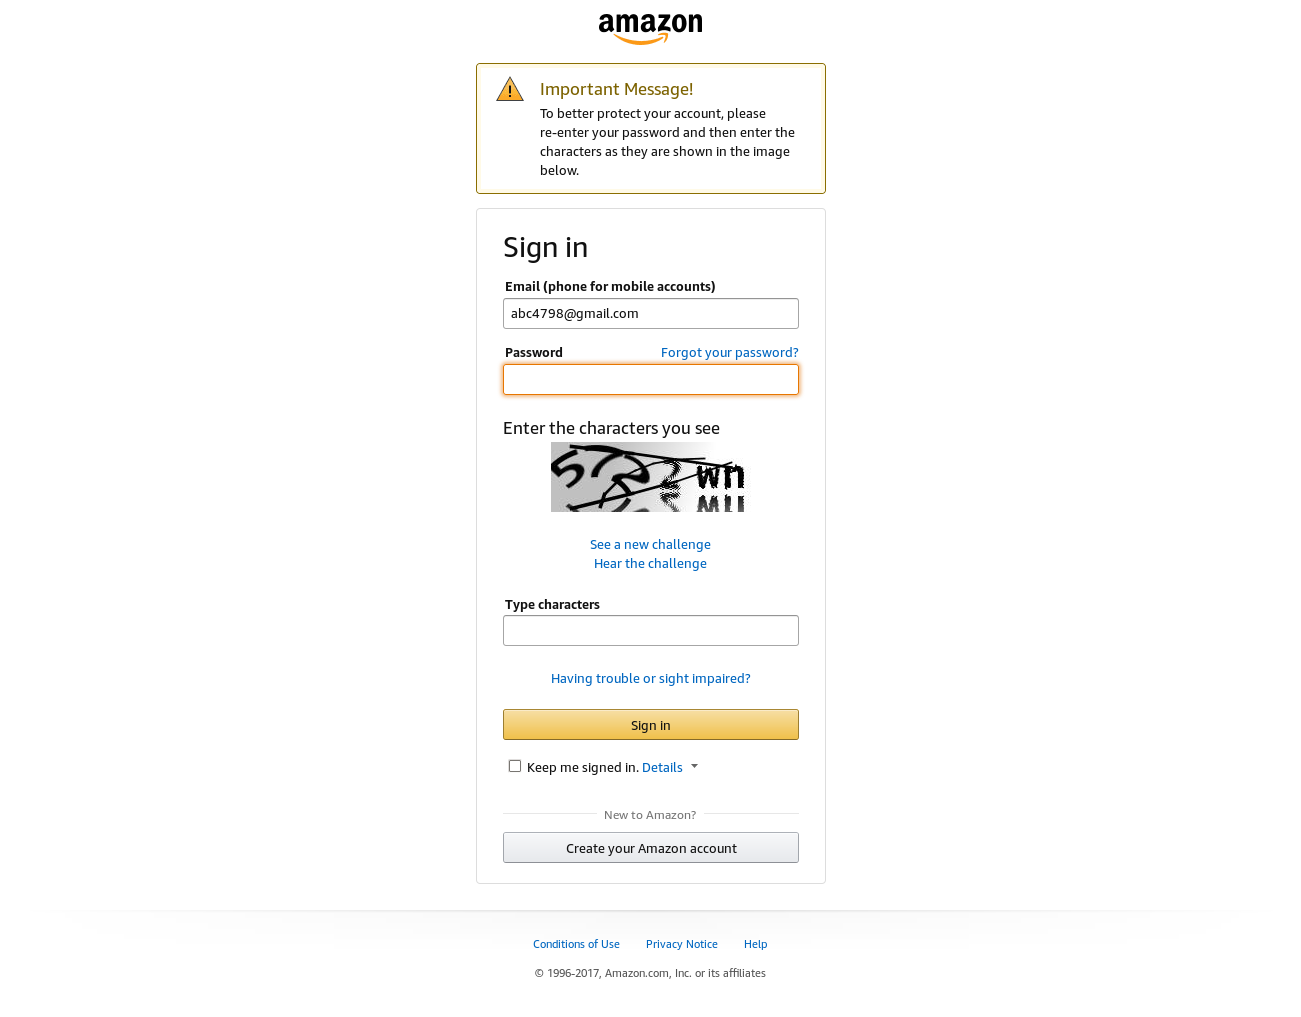 amazon
Important Message!
To better protect your account, please
re-enter your password and then enter the
characters as they are shown in the image
below.
Sign in
Email (phone for mobile accounts)
abc4798@gmail.com
Password Forgot your password?
Enter the characters you see
See a new challenge
Hear the challenge
Type characters
Having trouble or sight impaired?
Sign in
Keep me signed in. Details
New to Amazon?
Create your Amazon account
Conditions of Use Privacy Notice Help
© 1996-2017, Amazon.com, Inc. or its affiliates